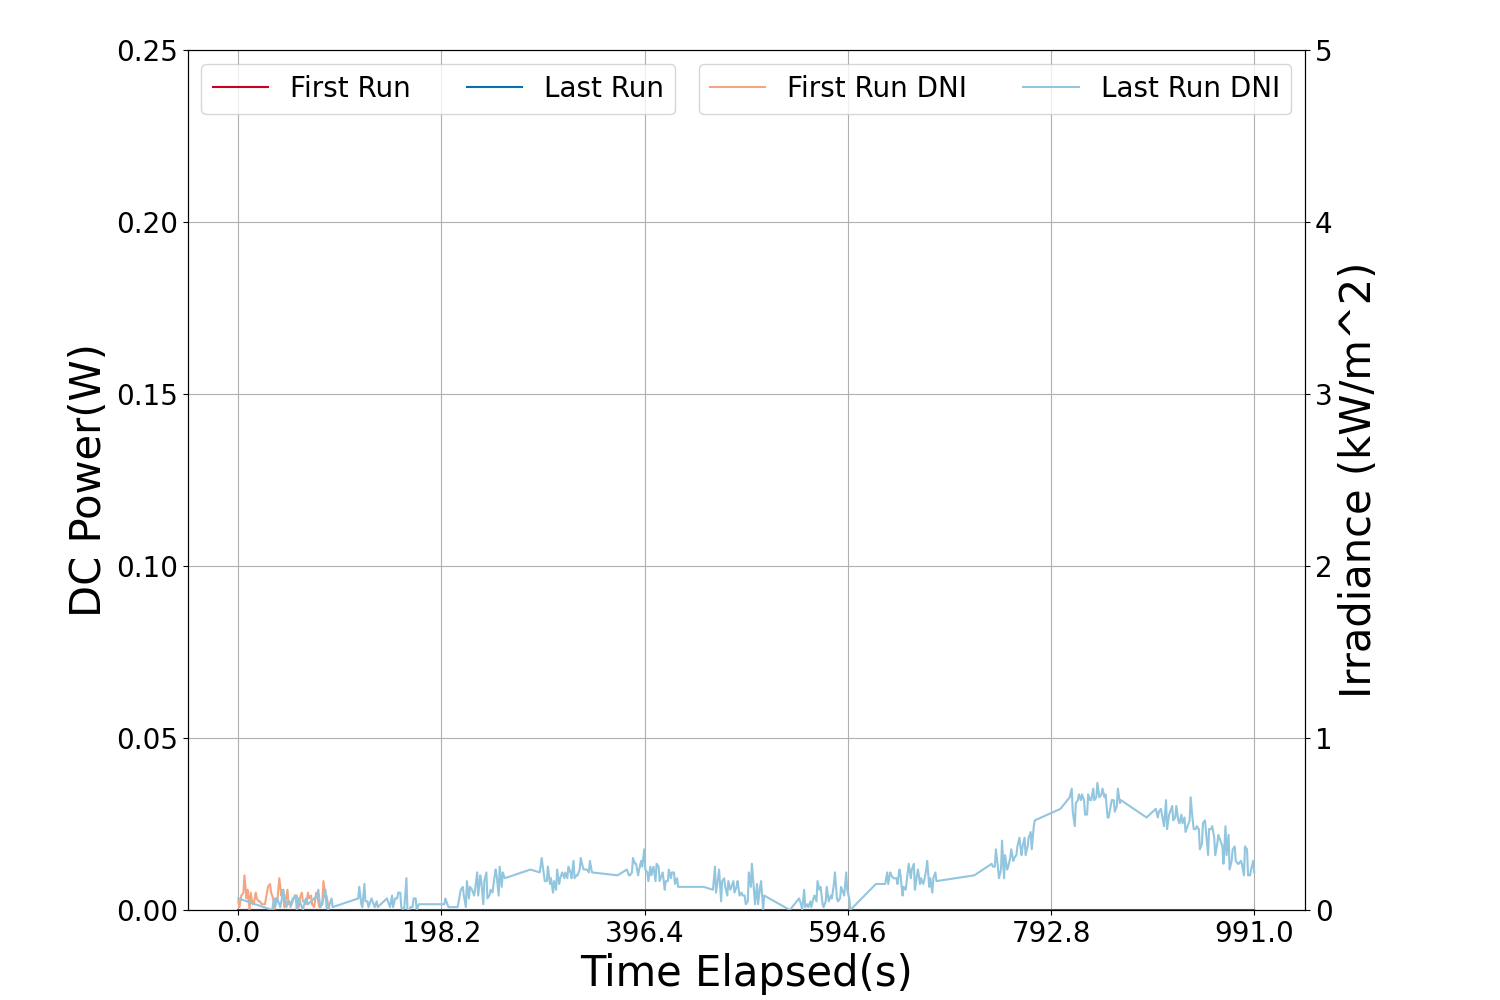 First Run
Last Run
First Run DNI
Last Run DNI
DC Power(W)
0.25
0.20
0.15
0.10
0.05
0.00
5
4
3
2
1
0
Irradiance (kW/m^2)
0.0 198.2 396.4 594.6 792.8 991.0
Time Elapsed(s)